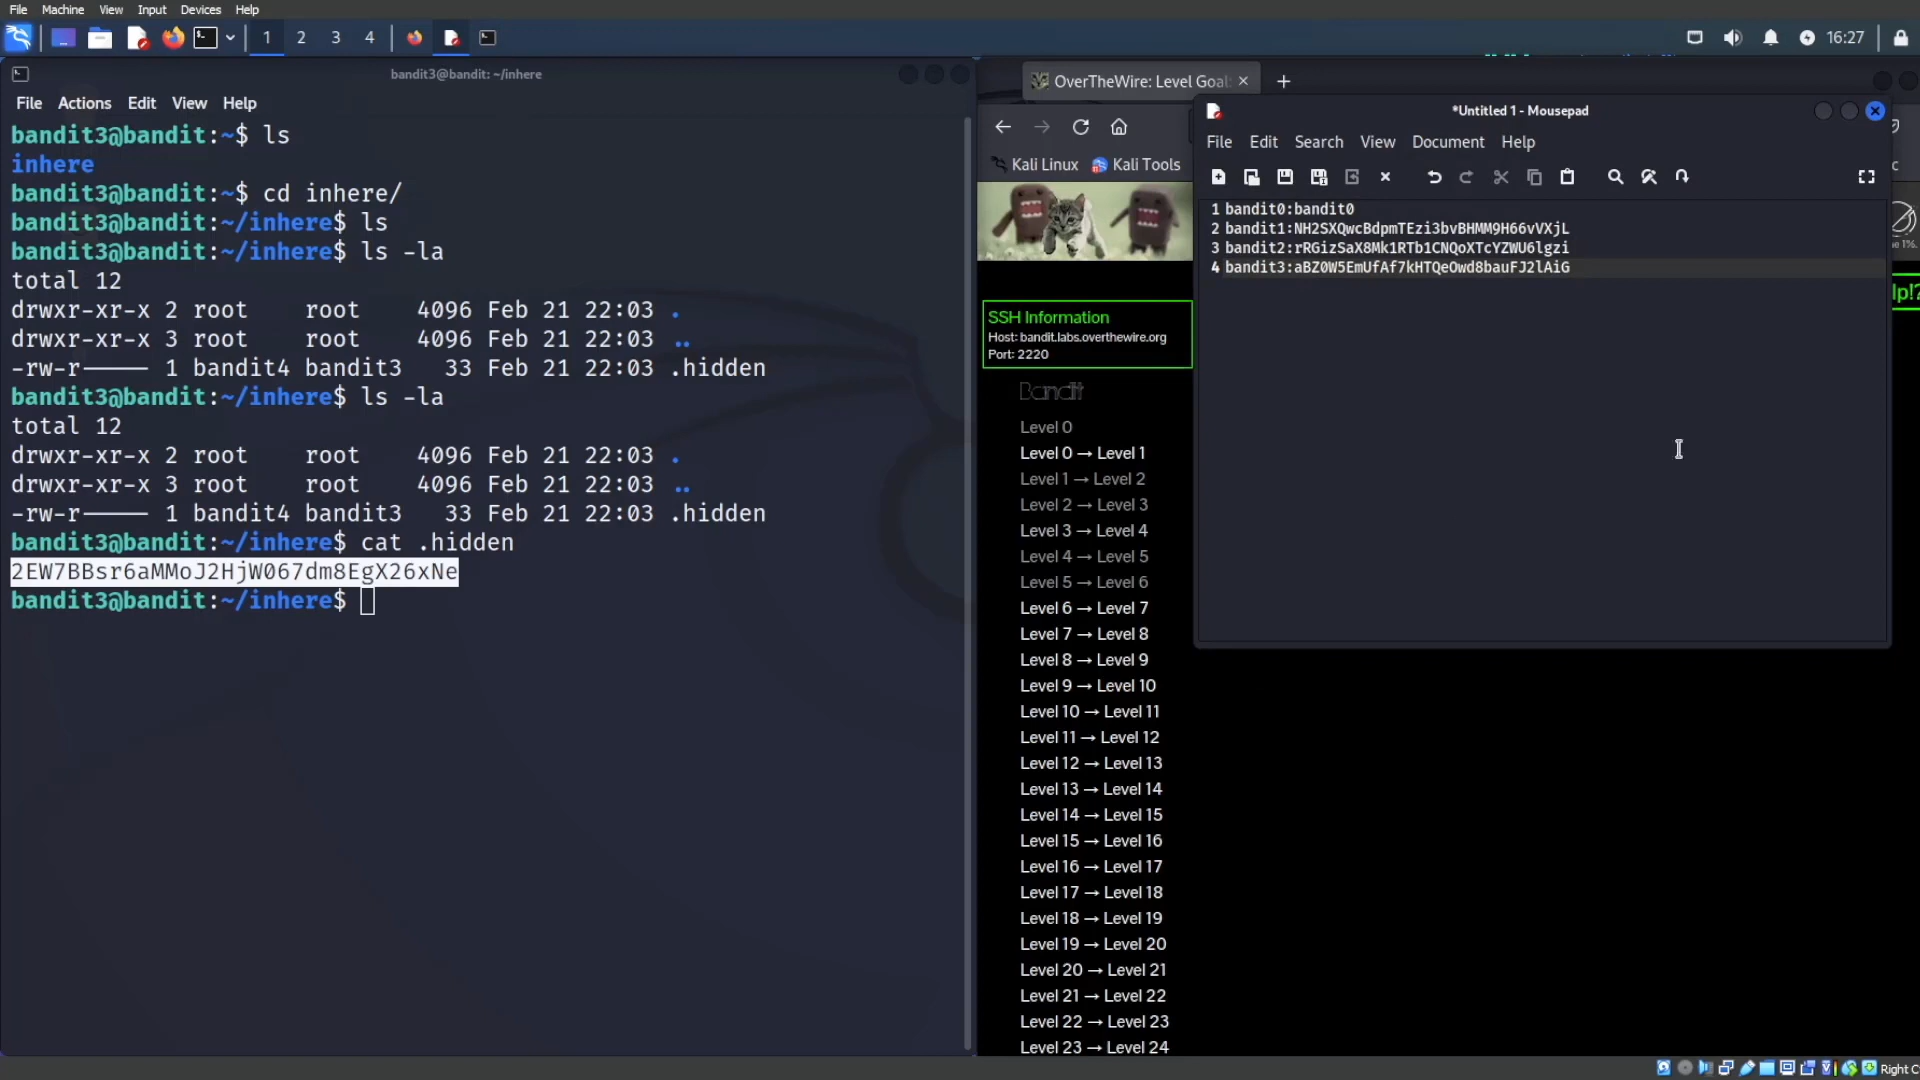 File Machine View Input Devices Help
1 2 3 4
16:27
bandit3@bandit: ~/inhere
File Actions Edit View Help
bandit3@bandit:~$ ls
inhere
bandit3@bandit:~$ cd inhere/
bandit3@bandit:~/inhere$ ls
bandit3@bandit:~/inhere$ ls -la
total 12
drwxr-xr-x 2 root root 4096 Feb 21 22:03 .
drwxr-xr-x 3 root root 4096 Feb 21 22:03 ..
-rw-r----- 1 bandit4 bandit3 33 Feb 21 22:03 .hidden
bandit3@bandit:~/inhere$ ls -la
total 12
drwxr-xr-x 2 root root 4096 Feb 21 22:03 .
drwxr-xr-x 3 root root 4096 Feb 21 22:03 ..
-rw-r----- 1 bandit4 bandit3 33 Feb 21 22:03 .hidden
bandit3@bandit:~/inhere$ cat .hidden
2EW7BBsr6aMMoJ2HjW067dm8EgX26xNe
bandit3@bandit:~/inhere$
OverTheWire: Level Goal:
Kali Linux Kali Tools
SSH Information
Host: bandit.labs.overthewire.org
Port: 2220
Bandit
Level 0
Level 0 → Level 1
Level 1 → Level 2
Level 2 → Level 3
Level 3 → Level 4
Level 4 → Level 5
Level 5 → Level 6
Level 6 → Level 7
Level 7 → Level 8
Level 8 → Level 9
Level 9 → Level 10
Level 10 → Level 11
Level 11 → Level 12
Level 12 → Level 13
Level 13 → Level 14
Level 14 → Level 15
Level 15 → Level 16
Level 16 → Level 17
Level 17 → Level 18
Level 18 → Level 19
Level 19 → Level 20
Level 20 → Level 21
Level 21 → Level 22
Level 22 → Level 23
Level 23 → Level 24
*Untitled 1 - Mousepad
File Edit Search View Document Help
1 bandit0:bandit0
2 bandit1:NH2SXQwcBdpmTEzi3bvBHMM9H66vVXjL
3 bandit2:rRGizSaX8Mk1RTb1CNQoXTcYZWU6lgzi
4 bandit3:aBZ0W5EmUfAf7kHTQeOwd8bauFJ2lAiG
1%.
lp!?
Right C